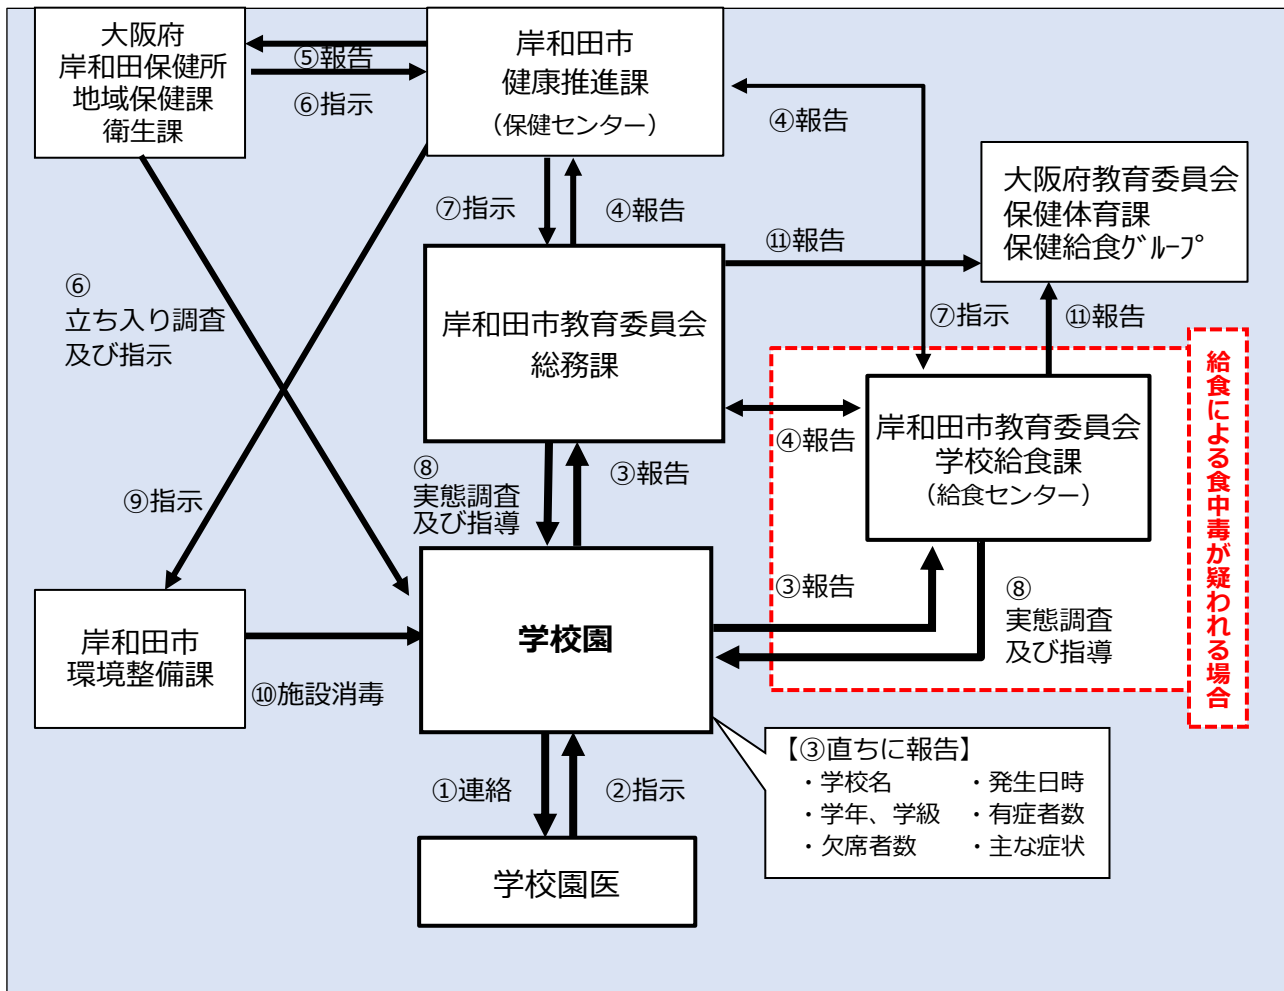 大阪府
岸和田保健所
地域保健課
衛生課
⑤報告
⑥指示
岸和田市
健康推進課
（保健センター）
④報告
大阪府教育委員会
保健体育課
保健給食ｸﾞﾙｰﾌﾟ
⑦指示
④報告
⑪報告
⑥
立ち入り調査
及び指示
岸和田市教育委員会
総務課
⑦指示
⑪報告
給食による食中毒が疑われる場合
④報告
岸和田市教育委員会
学校給食課
（給食センター）
⑨指示
⑧
実態調査
及び指導
③報告
岸和田市
環境整備課
⑩施設消毒
学校園
③報告
⑧
実態調査
及び指導
①連絡
②指示
【③直ちに報告】
・学校名　・発生日時
・学年、学級　・有症者数
・欠席者数　・主な症状
学校園医